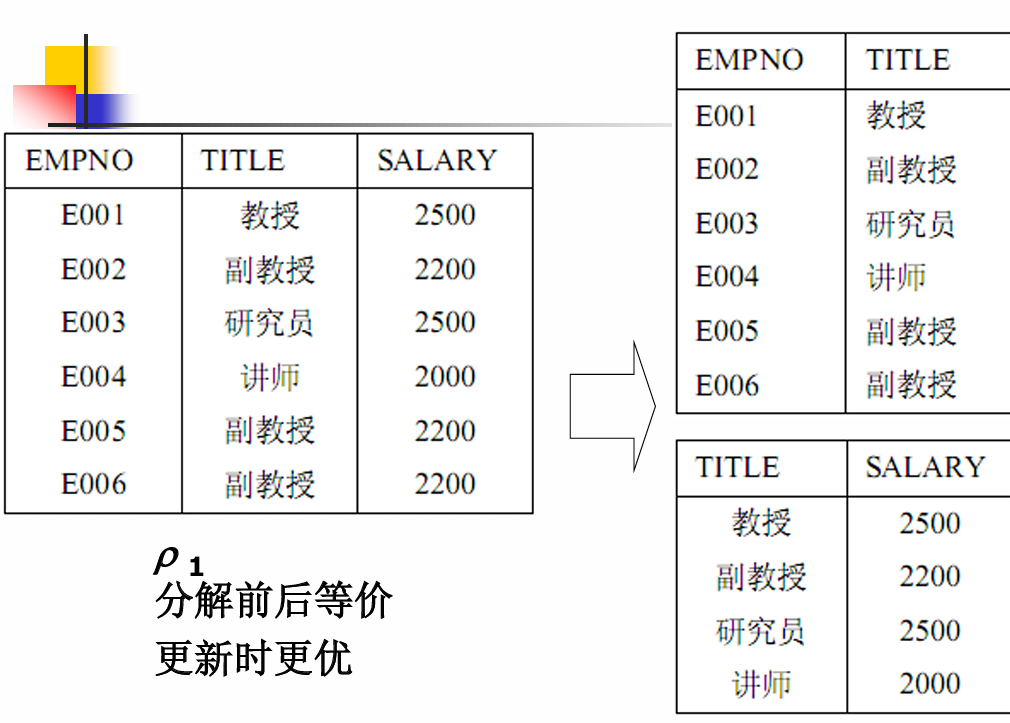 EMPNO TITLE SALARY
E001 教授 2500
E002 副教授 2200
E003 研究员 2500
E004 讲师 2000
E005 副教授 2200
E006 副教授 2200
ρ 1
分解前后等价
更新时更优
EMPNO TITLE
E001 教授
E002 副教授
E003 研究员
E004 讲师
E005 副教授
E006 副教授
TITLE SALARY
教授 2500
副教授 2200
研究员 2500
讲师 2000